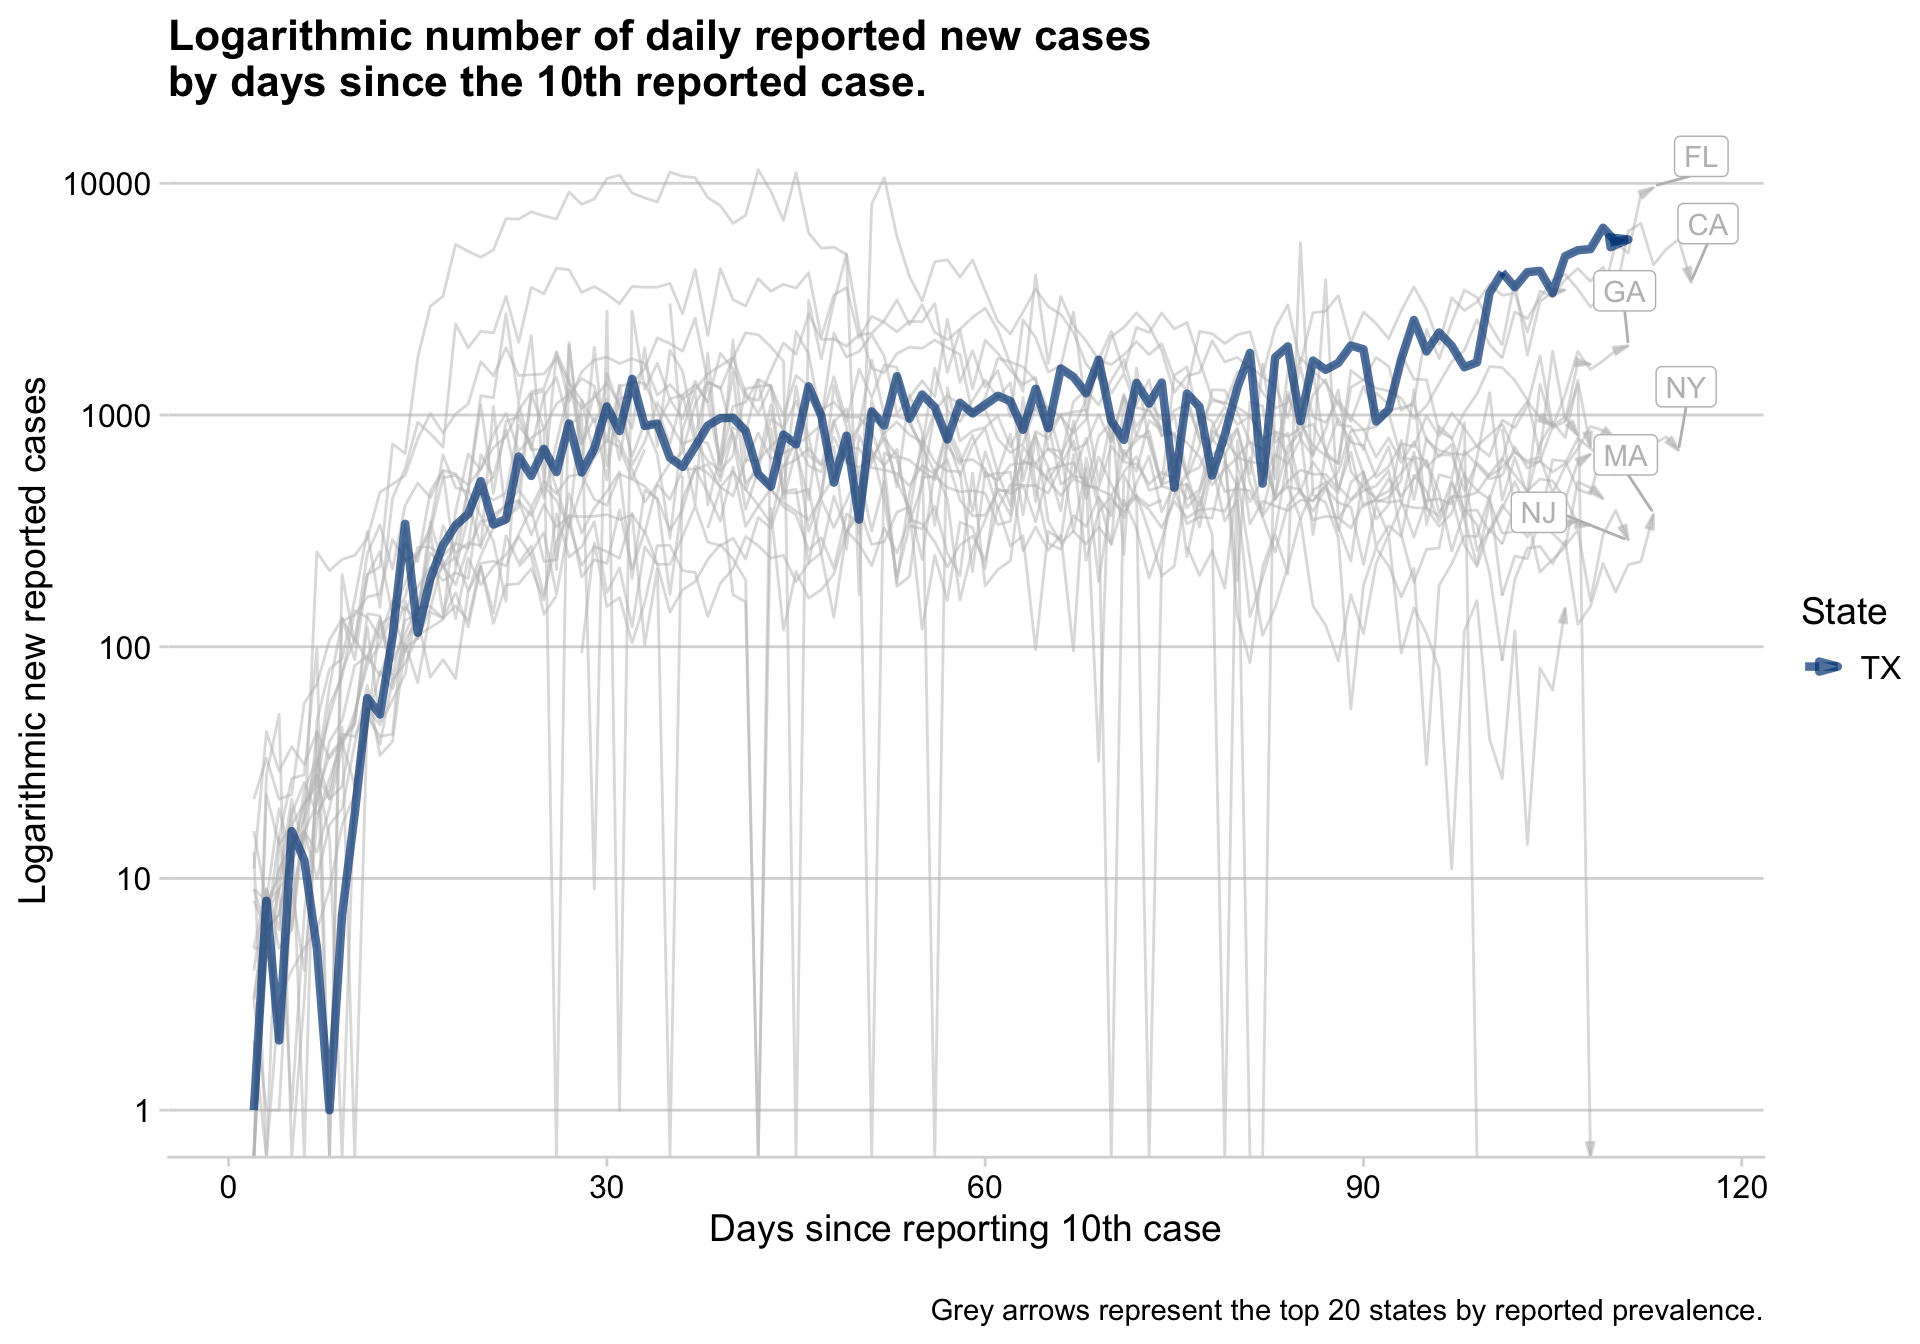 Logarithmic number of daily reported new cases
by days since the 10th reported case.
Logarithmic new reported cases
10000
1000
100
10
1
FL
CA
GA
NY
MA
NJ
State
TX
0
30
60
90
120
Days since reporting 10th case
Grey arrows represent the top 20 states by reported prevalence.